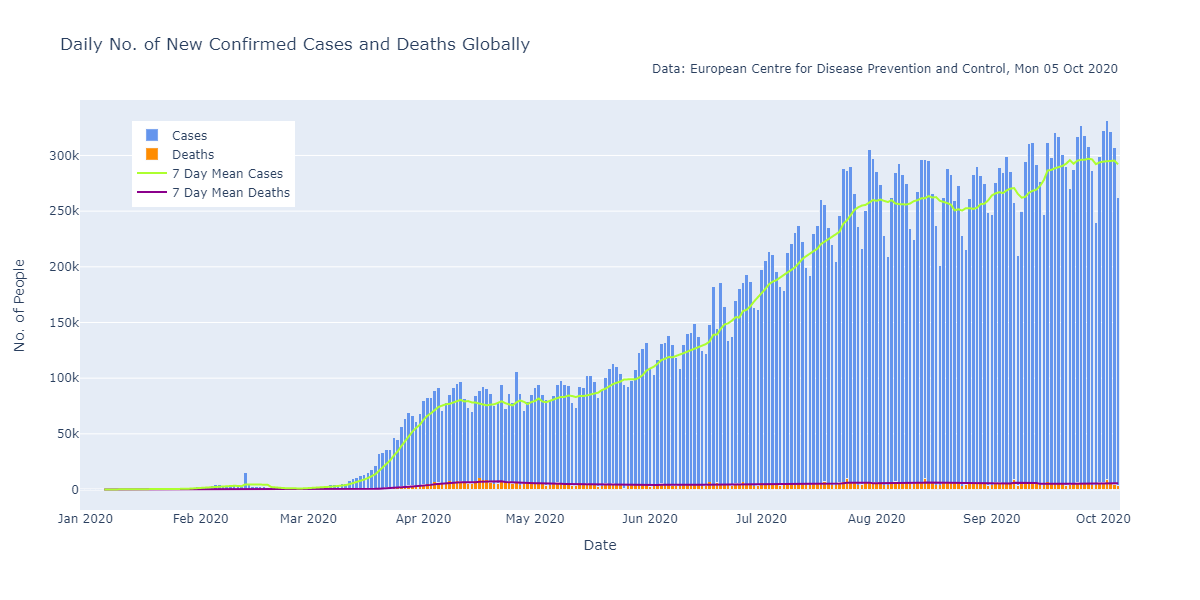 Daily No. of New Confirmed Cases and Deaths Globally
Data: European Centre for Disease Prevention and Control, Mon 05 Oct 2020
Cases
Deaths
7 Day Mean Cases
7 Day Mean Deaths
300k
250k
200k
150k
100k
50k
0
No. of People
Jan 2020 Feb 2020 Mar 2020 Apr 2020 May 2020 Jun 2020 Jul 2020 Aug 2020 Sep 2020 Oct 2020
Date